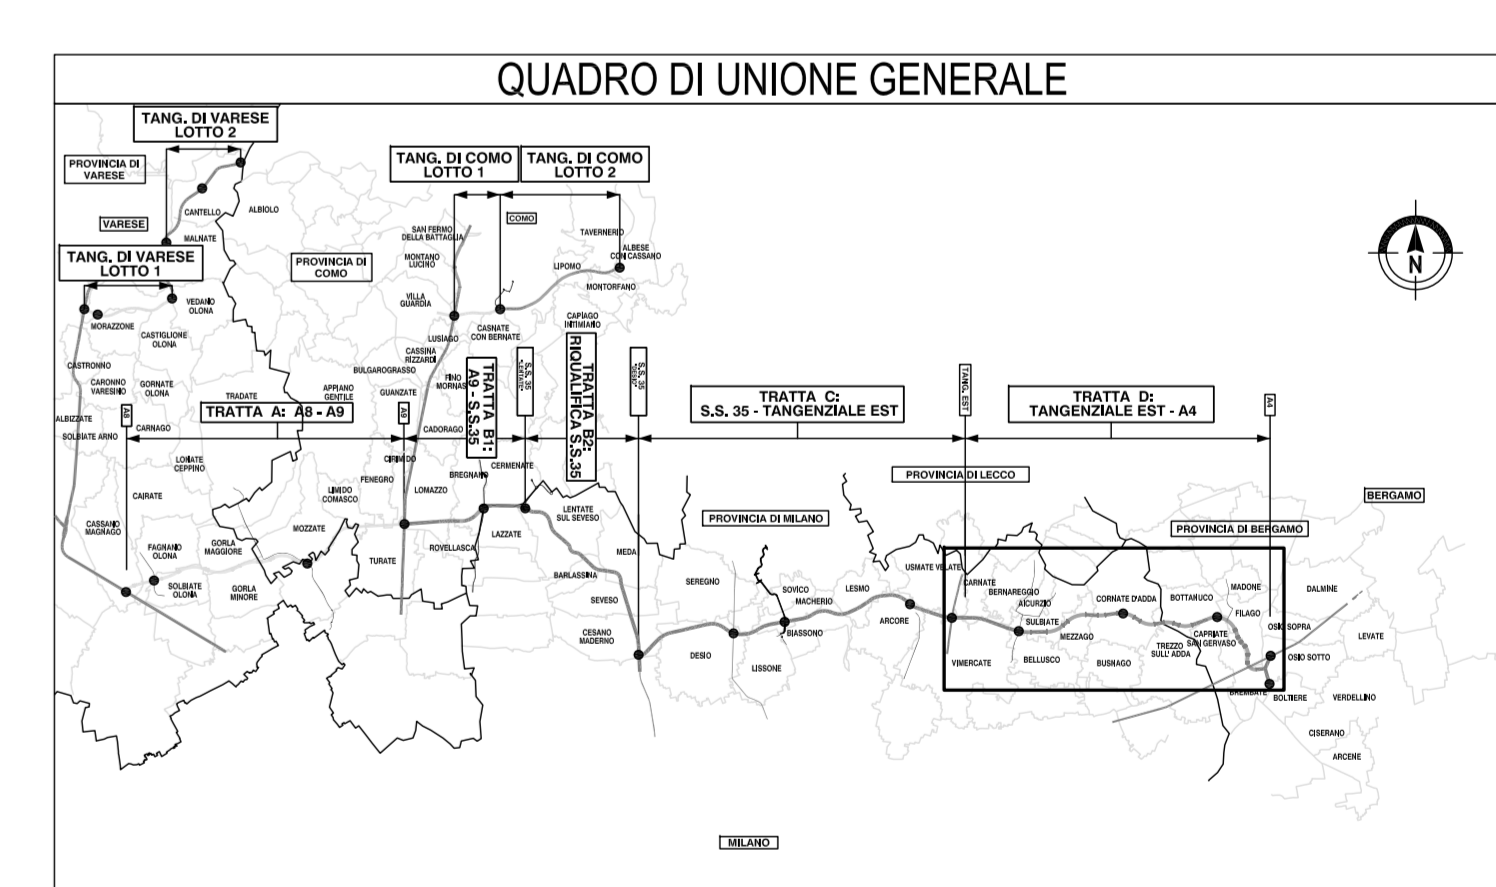 QUADRO DI UNIONE GENERALE
TANG. DI VARESE
LOTTO 2
PROVINCIA DI
VARESE
CANTELLO
ALBIOLO
VARESE
MALNATE
TANG. DI VARESE
LOTTO 1
PROVINCIA DI
COMO
TANG. DI COMO
LOTTO 1
TANG. DI COMO
LOTTO 2
COMO
SAN FERMO
DELLA BATTAGLIA
TAVERNERIO
ALBESE
CON CASSANO
MONTANO
LUCINO
LIPOMO
MONTORFANO
VILLA
GUARDIA
CAPIAGO
INTIMIANO
N
VEDANO
OLONA
MORAZZONE
CASTIGLIONE
OLONA
LUSIAGO
CASNATE
CON BERNATE
CASSINA
RIZZARDI
BULGAROGRASSO
CASTRONNO
CARONNO
VARESINO
GORNATE
OLONA
TRADATE
APPIANO
GENTILE
GUANZATE
FINO
MORNAS
ALBIZZATE
SOLBIATE ARNO
CARNAGO
A8
TRATTA A: A8 - A9
A9
CADORAGO
TRATTA B1:
A9 - S.S.35
S.S. 35
TRATTA B2:
RIQUALIFICA S.S.35
S.S. 35
TRATTA C:
S.S. 35 - TANGENZIALE EST
TANG. EST
TRATTA D:
TANGENZIALE EST - A4
A4
LONATE
CEPPINO
CIRIMIDO
FENEGRO
BREGNANO
CERMENATE
CAIRATE
LIMIDO
COMASCO
LOMAZZO
PROVINCIA DI LECCO
BERGAMO
CASSANO
MAGNAGO
MOZZATE
LENTATE
SUL SEVESO
PROVINCIA DI MILANO
PROVINCIA DI BERGAMO
FAGNANO
OLONA
GORLA
MAGGIORE
TURATE
ROVELLASCA
LAZZATE
MEDA
SOLBIATE
OLONA
GORLA
MINORE
BARLASSINA
SEVESO
CESANO
MADERNO
SEREGNO
SOVICO
MACHERIO
LESMO
BIASSONO
ARCORE
DESIO
LISSONE
USMATE VELATE
CARNATE
BERNAREGGIO
AICURZIO
SULBIATE
MEZZAGO
CORNATE D'ADDA
BOTTANUCO
MADONE
FILAGO
DALMINE
CAPRIATE
SAN GERVASO
OSIO SOPRA
LEVATE
VIMERCATE
BELLUSCO
BUSNAGO
TREZZO
SULL' ADDA
OSIO SOTTO
BREMBATE
BOLTIERE
VERDELLINO
CISERANO
ARCENE
MILANO